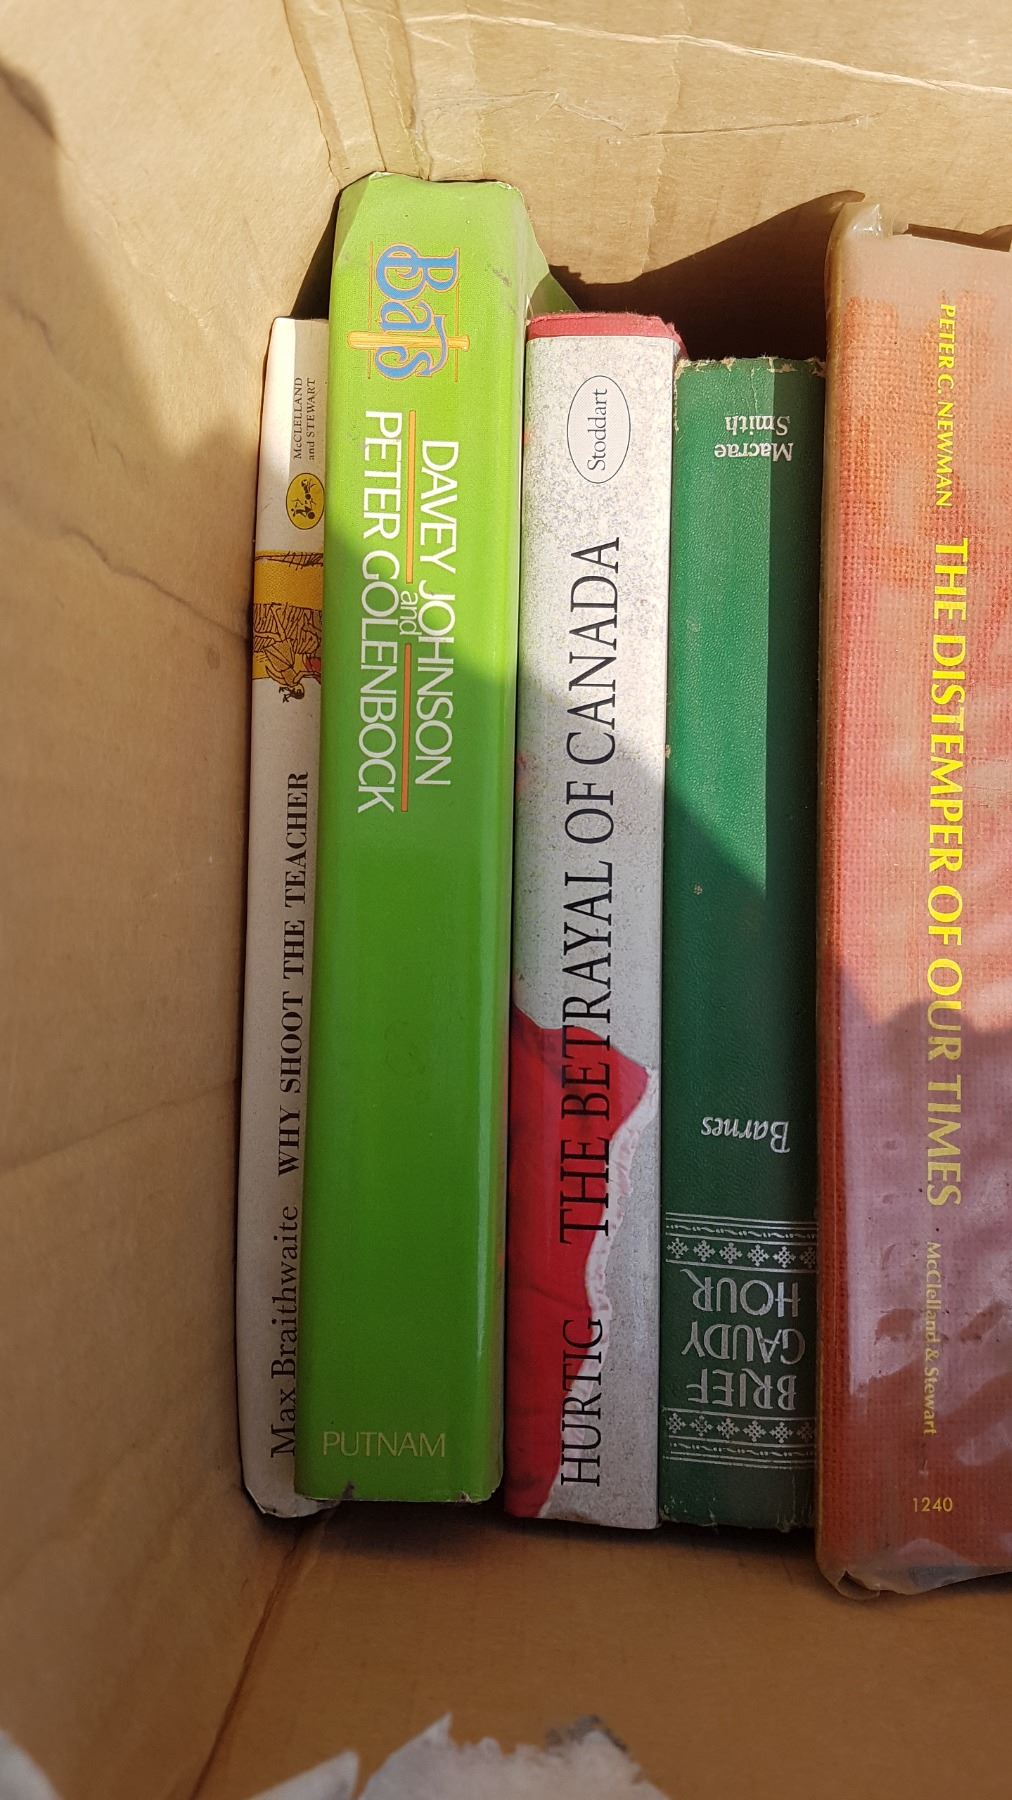 Max Braithwaite WHY SHOOT THE TEACHER
McCLELLAND
and STEWART
Bats
DAVEY JOHNSON
and
PETER GOLENBOCK
PUTNAM
HURTIG THE BETRAYAL OF CANADA
Stoddart
BRIEF
GAUDY
HOUR
Barnes
Macrae
Smith
PETER C. NEWMAN THE DISTEMPER OF OUR TIMES McClelland & Stewart
1240